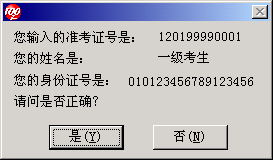 您输入的准考证号是： 120199990001
您的姓名是： 一级考生
您的身份证号是： 010123456789123456
请问是否正确？
是(Y) 否(N)